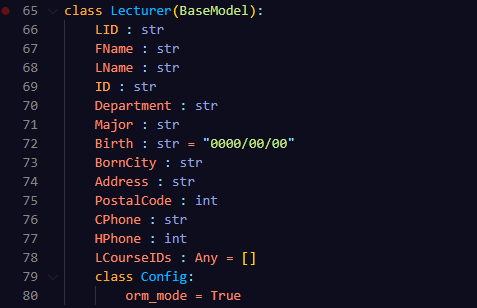 65 class Lecturer(BaseModel):
66 LID : str
67 FName : str
68 LName : str
69 ID : str
70 Department : str
71 Major : str
72 Birth : str = "0000/00/00"
73 BornCity : str
74 Address : str
75 PostalCode : int
76 CPhone : str
77 HPhone : int
78 LCourseIDs : Any = []
79 class Config:
80 orm_mode = True